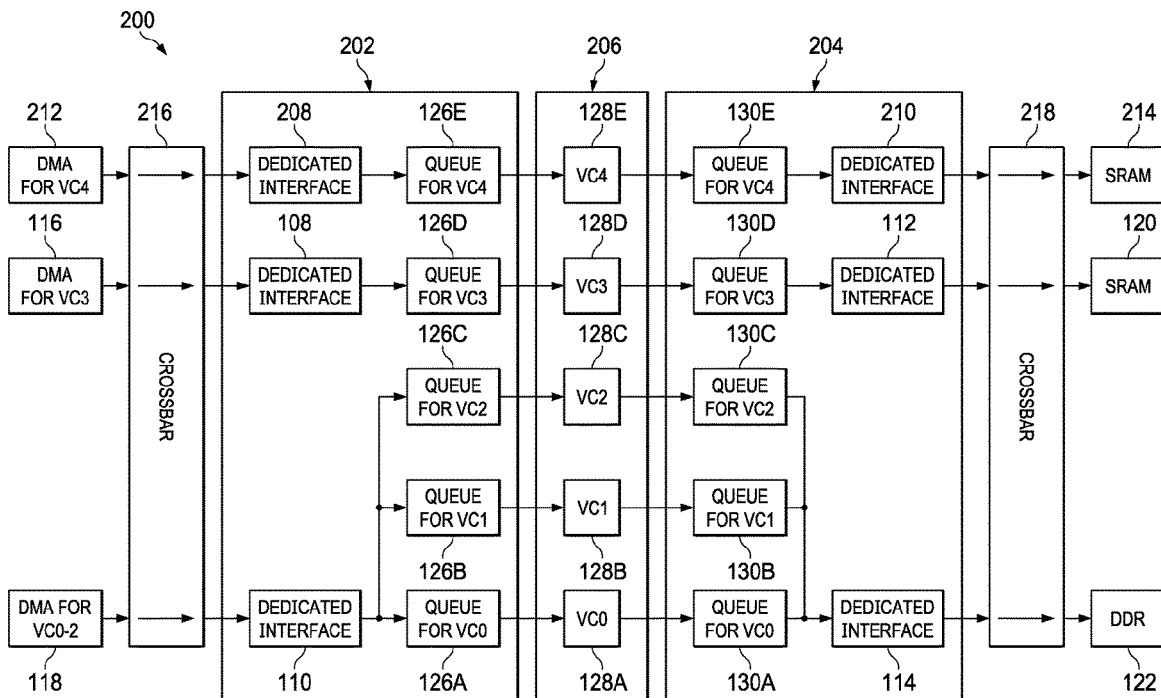 200
202
206
204
212
216
208
126E
128E
130E
210
218
214
DMA
FOR VC4
DEDICATED
INTERFACE
QUEUE
FOR VC4
VC4
QUEUE
FOR VC4
DEDICATED
INTERFACE
SRAM
116
108
126D
128D
130D
112
120
DMA
FOR VC3
DEDICATED
INTERFACE
QUEUE
FOR VC3
VC3
QUEUE
FOR VC3
DEDICATED
INTERFACE
SRAM
126C
128C
130C
CROSSBAR
QUEUE
FOR VC2
VC2
QUEUE
FOR VC2
CROSSBAR
QUEUE
FOR VC1
VC1
QUEUE
FOR VC1
126B
128B
130B
DMA FOR
VC0-2
DEDICATED
INTERFACE
QUEUE
FOR VC0
VC0
QUEUE
FOR VC0
DEDICATED
INTERFACE
DDR
118
110
126A
128A
130A
114
122